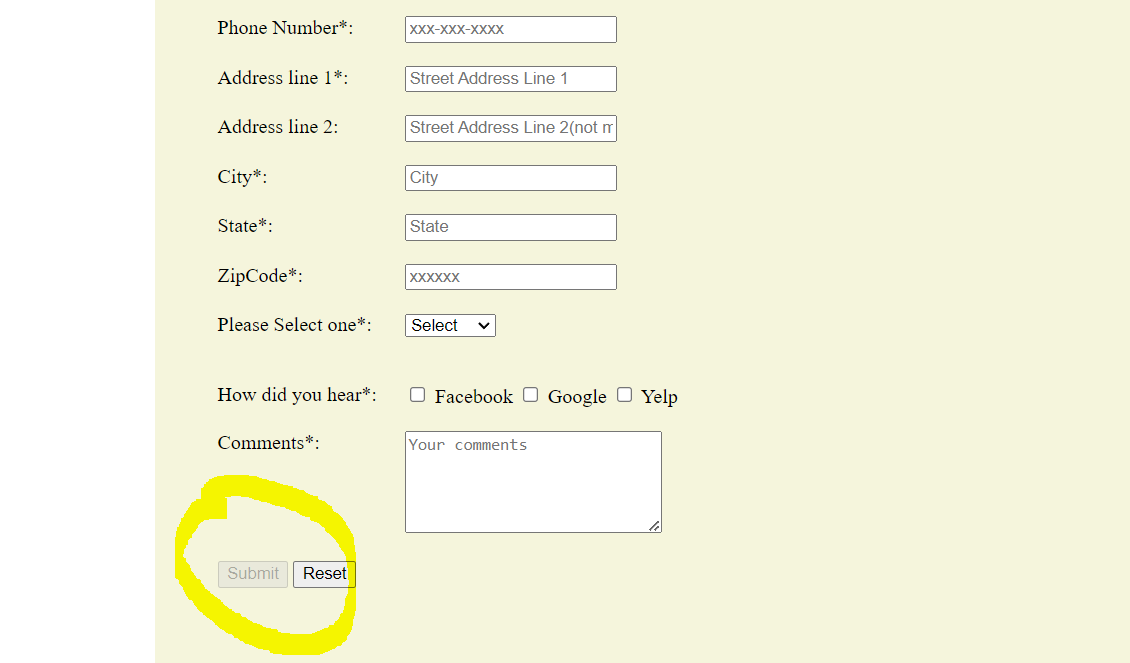 Phone Number*: xxx-xxx-xxxx
Address line 1*: Street Address Line 1
Address line 2: Street Address Line 2(not m
City*: City
State*: State
ZipCode*: xxxxxx
Please Select one*: Select
How did you hear*: Facebook Google Yelp
Comments*: Your comments
Submit Reset